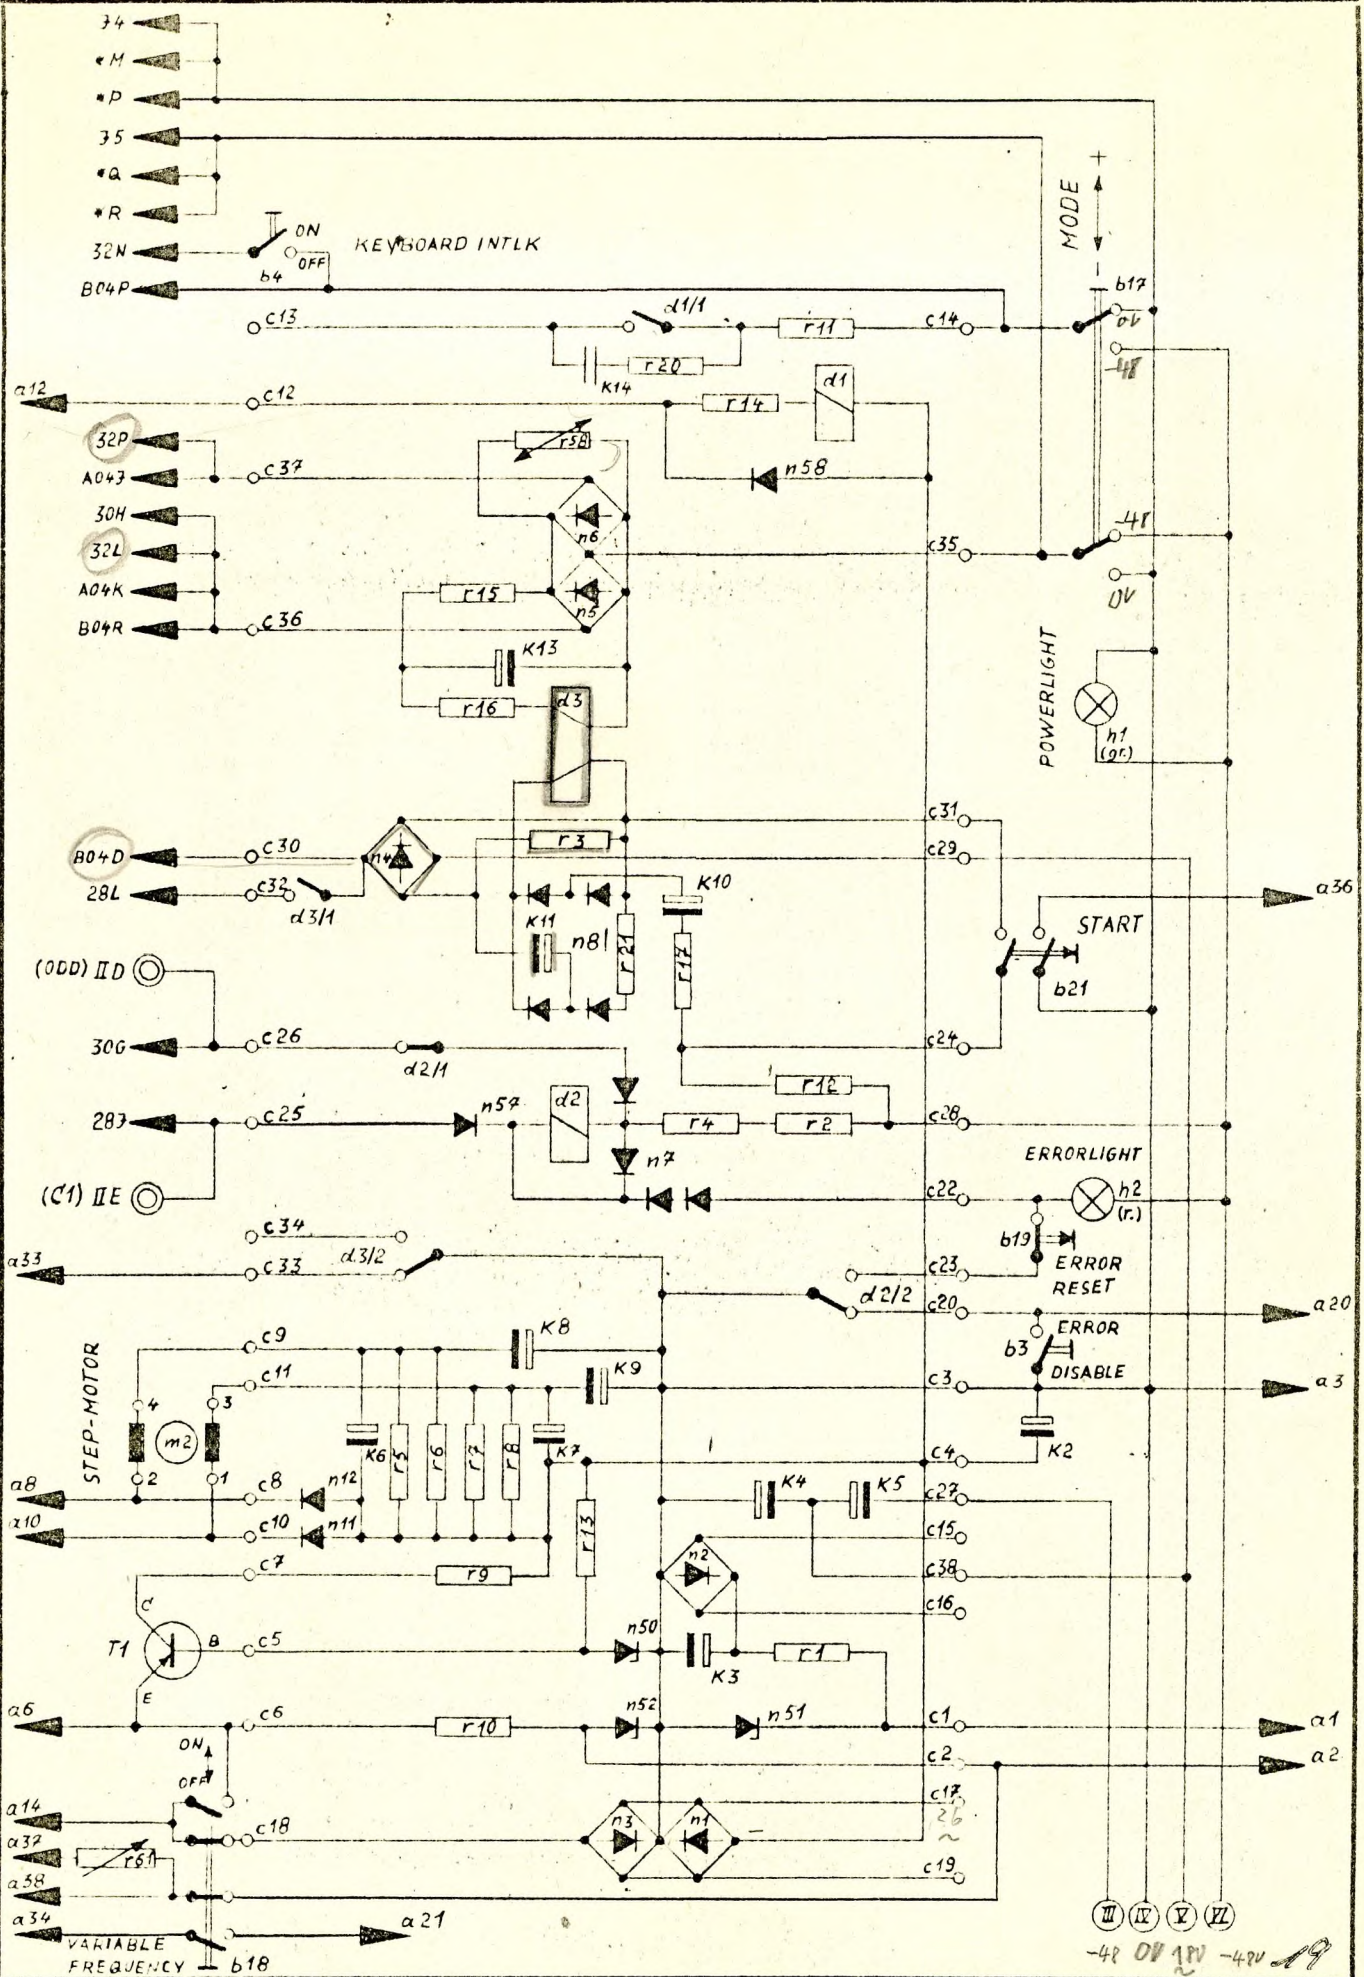 34
*M
*P
35
*Q
*R
32N
ON
OFF
b4
KEYBOARD INTLK
B04P
MODE
+
-
b17
0V
-48
c13
d1/1
r11
c14
K14
r20
a12
c12
r14
d1
32P
r58
A04J
c37
n58
30H
n6
32L
c35
-48
0V
A04K
r15
n5
B04R
c36
K13
r16
d3
POWERLIGHT
h1
(gr.)
c31
r3
B04D
c30
n4
c29
28L
c32
d3/1
K10
a36
K11
n8
r21
r17
START
b21
(ODD) II D
30G
c26
d2/1
c24
r12
28J
c25
n57
d2
r4
r2
c28
n7
ERRORLIGHT
(C1) II E
c22
h2
(r.)
c34
b19
a33
c33
d3/2
c23
ERROR
RESET
d2/2
c20
a20
STEP-MOTOR
c9
K8
b3
ERROR
DISABLE
c11
K9
c3
a3
4
3
m2
K6
r5
r6
r7
r8
K7
K2
2
1
c4
a8
c8
n12
K4
K5
c27
a10
c10
n11
r13
c15
c7
r9
n2
c38
c16
C
T1
B
c5
n50
K3
r1
E
a6
c6
r10
n52
n51
c1
a1
ON
OFF
c2
a2
a14
c17
26
~
c18
n3
n1
a37
r61
c19
a38
a34
a21
VARIABLE
FREQUENCY
b18
III
IV
V
VI
-48
0V
18V
~
-48V
19